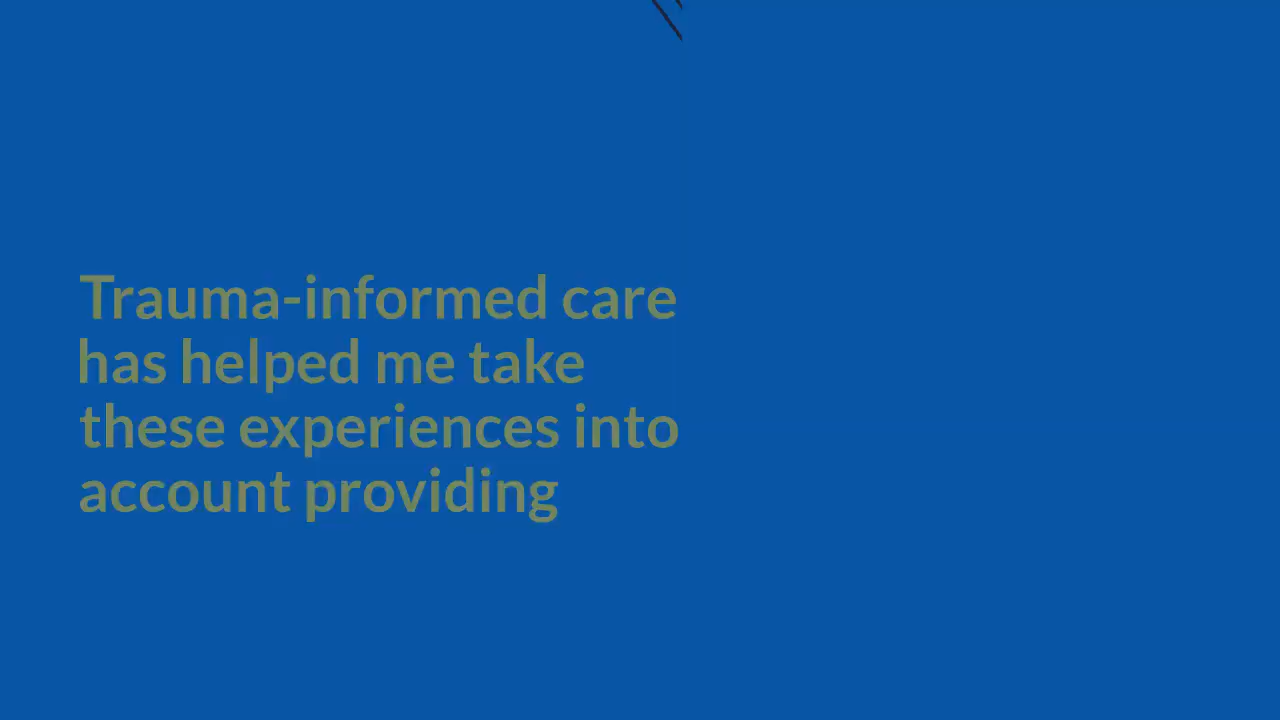 Trauma-informed care
has helped me take
these experiences into
account providing